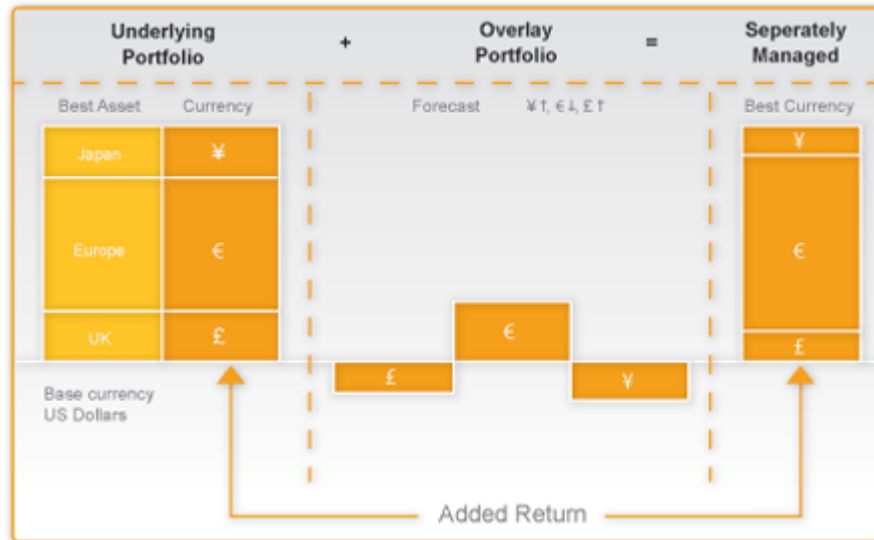 Underlying
Portfolio
+
Overlay
Portfolio
=
Seperately
Managed
Best Asset
Currency
Forecast
¥↑, €↓, £↑
Best Currency
Japan
¥
¥
Europe
€
€
€
UK
£
£
£
¥
Base currency
US Dollars
Added Return